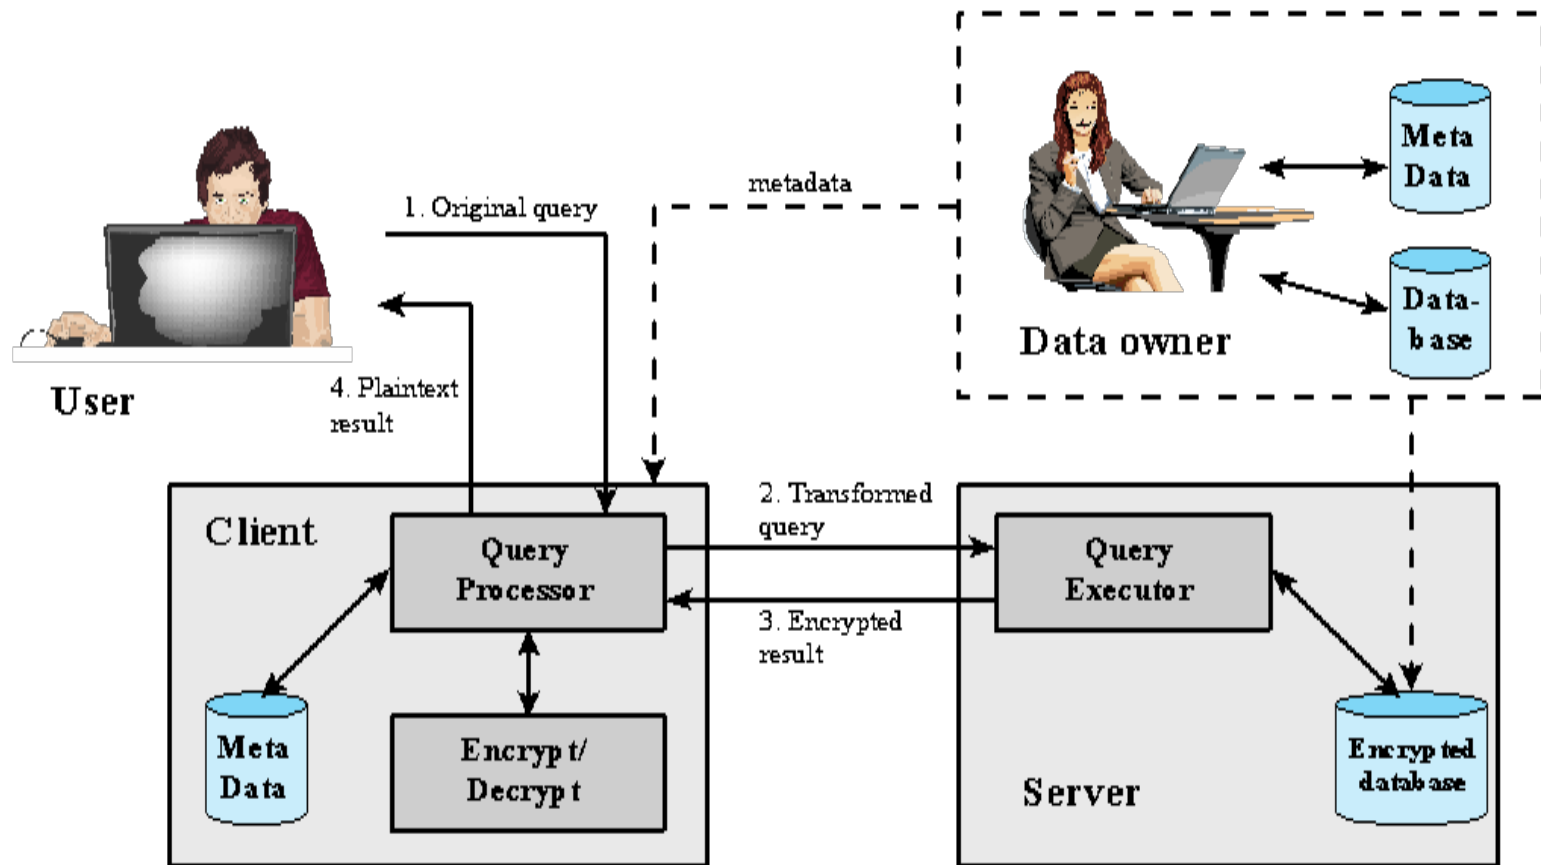 Meta
Data
metadata
1. Original query
Data-
base
Data owner
User
4. Plaintext
result
Client
2. Transformed
query
Query
Processor
Query
Executor
3. Encrypted
result
Meta
Data
Encrypt/
Decrypt
Encrypted
database
Server